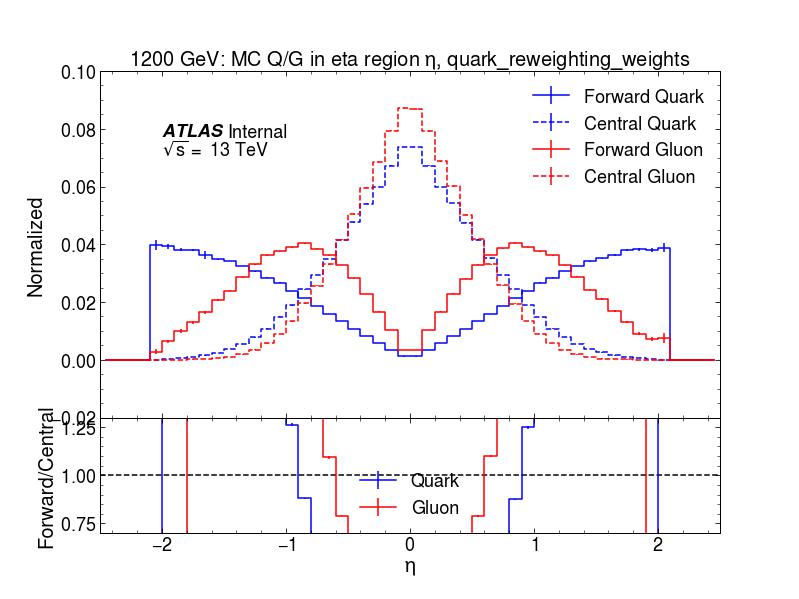 1200 GeV: MC Q/G in eta region η, quark_reweighting_weights
Normalized
0.10
0.08
0.06
0.04
0.02
0.00
−0.02
ATLAS Internal
√s = 13 TeV
Forward Quark
Central Quark
Forward Gluon
Central Gluon
Forward/Central
1.25
1.00
0.75
Quark
Gluon
−2 −1 0 1 2
η